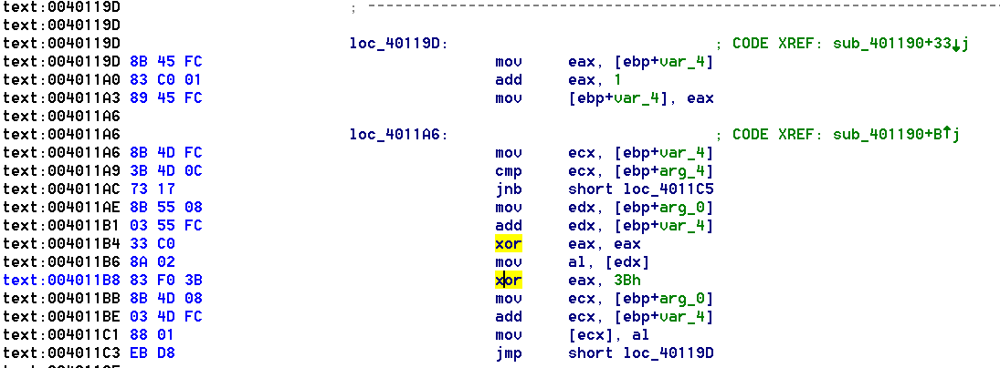 text:0040119D ; ---------------------------------------------------------------------------
text:0040119D
text:0040119D loc_40119D: ; CODE XREF: sub_401190+33↓j
text:0040119D 8B 45 FC mov eax, [ebp+var_4]
text:004011A0 83 C0 01 add eax, 1
text:004011A3 89 45 FC mov [ebp+var_4], eax
text:004011A6
text:004011A6 loc_4011A6: ; CODE XREF: sub_401190+B↑j
text:004011A6 8B 4D FC mov ecx, [ebp+var_4]
text:004011A9 3B 4D 0C cmp ecx, [ebp+arg_4]
text:004011AC 73 17 jnb short loc_4011C5
text:004011AE 8B 55 08 mov edx, [ebp+arg_0]
text:004011B1 03 55 FC add edx, [ebp+var_4]
text:004011B4 33 C0 xor eax, eax
text:004011B6 8A 02 mov al, [edx]
text:004011B8 83 F0 3B xor eax, 3Bh
text:004011BB 8B 4D 08 mov ecx, [ebp+arg_0]
text:004011BE 03 4D FC add ecx, [ebp+var_4]
text:004011C1 88 01 mov [ecx], al
text:004011C3 EB D8 jmp short loc_40119D